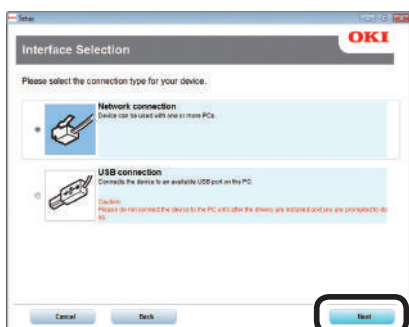 Setup
OKI
Interface Selection
Please select the connection type for your device.
Network connection
Device can be used with one or more PCs.
USB connection
Connects the device to an available USB port on the PC.
Caution:
Please do not connect the device to the PC until after the drivers are installed and you are prompted to do
so.
Cancel
Back
Next